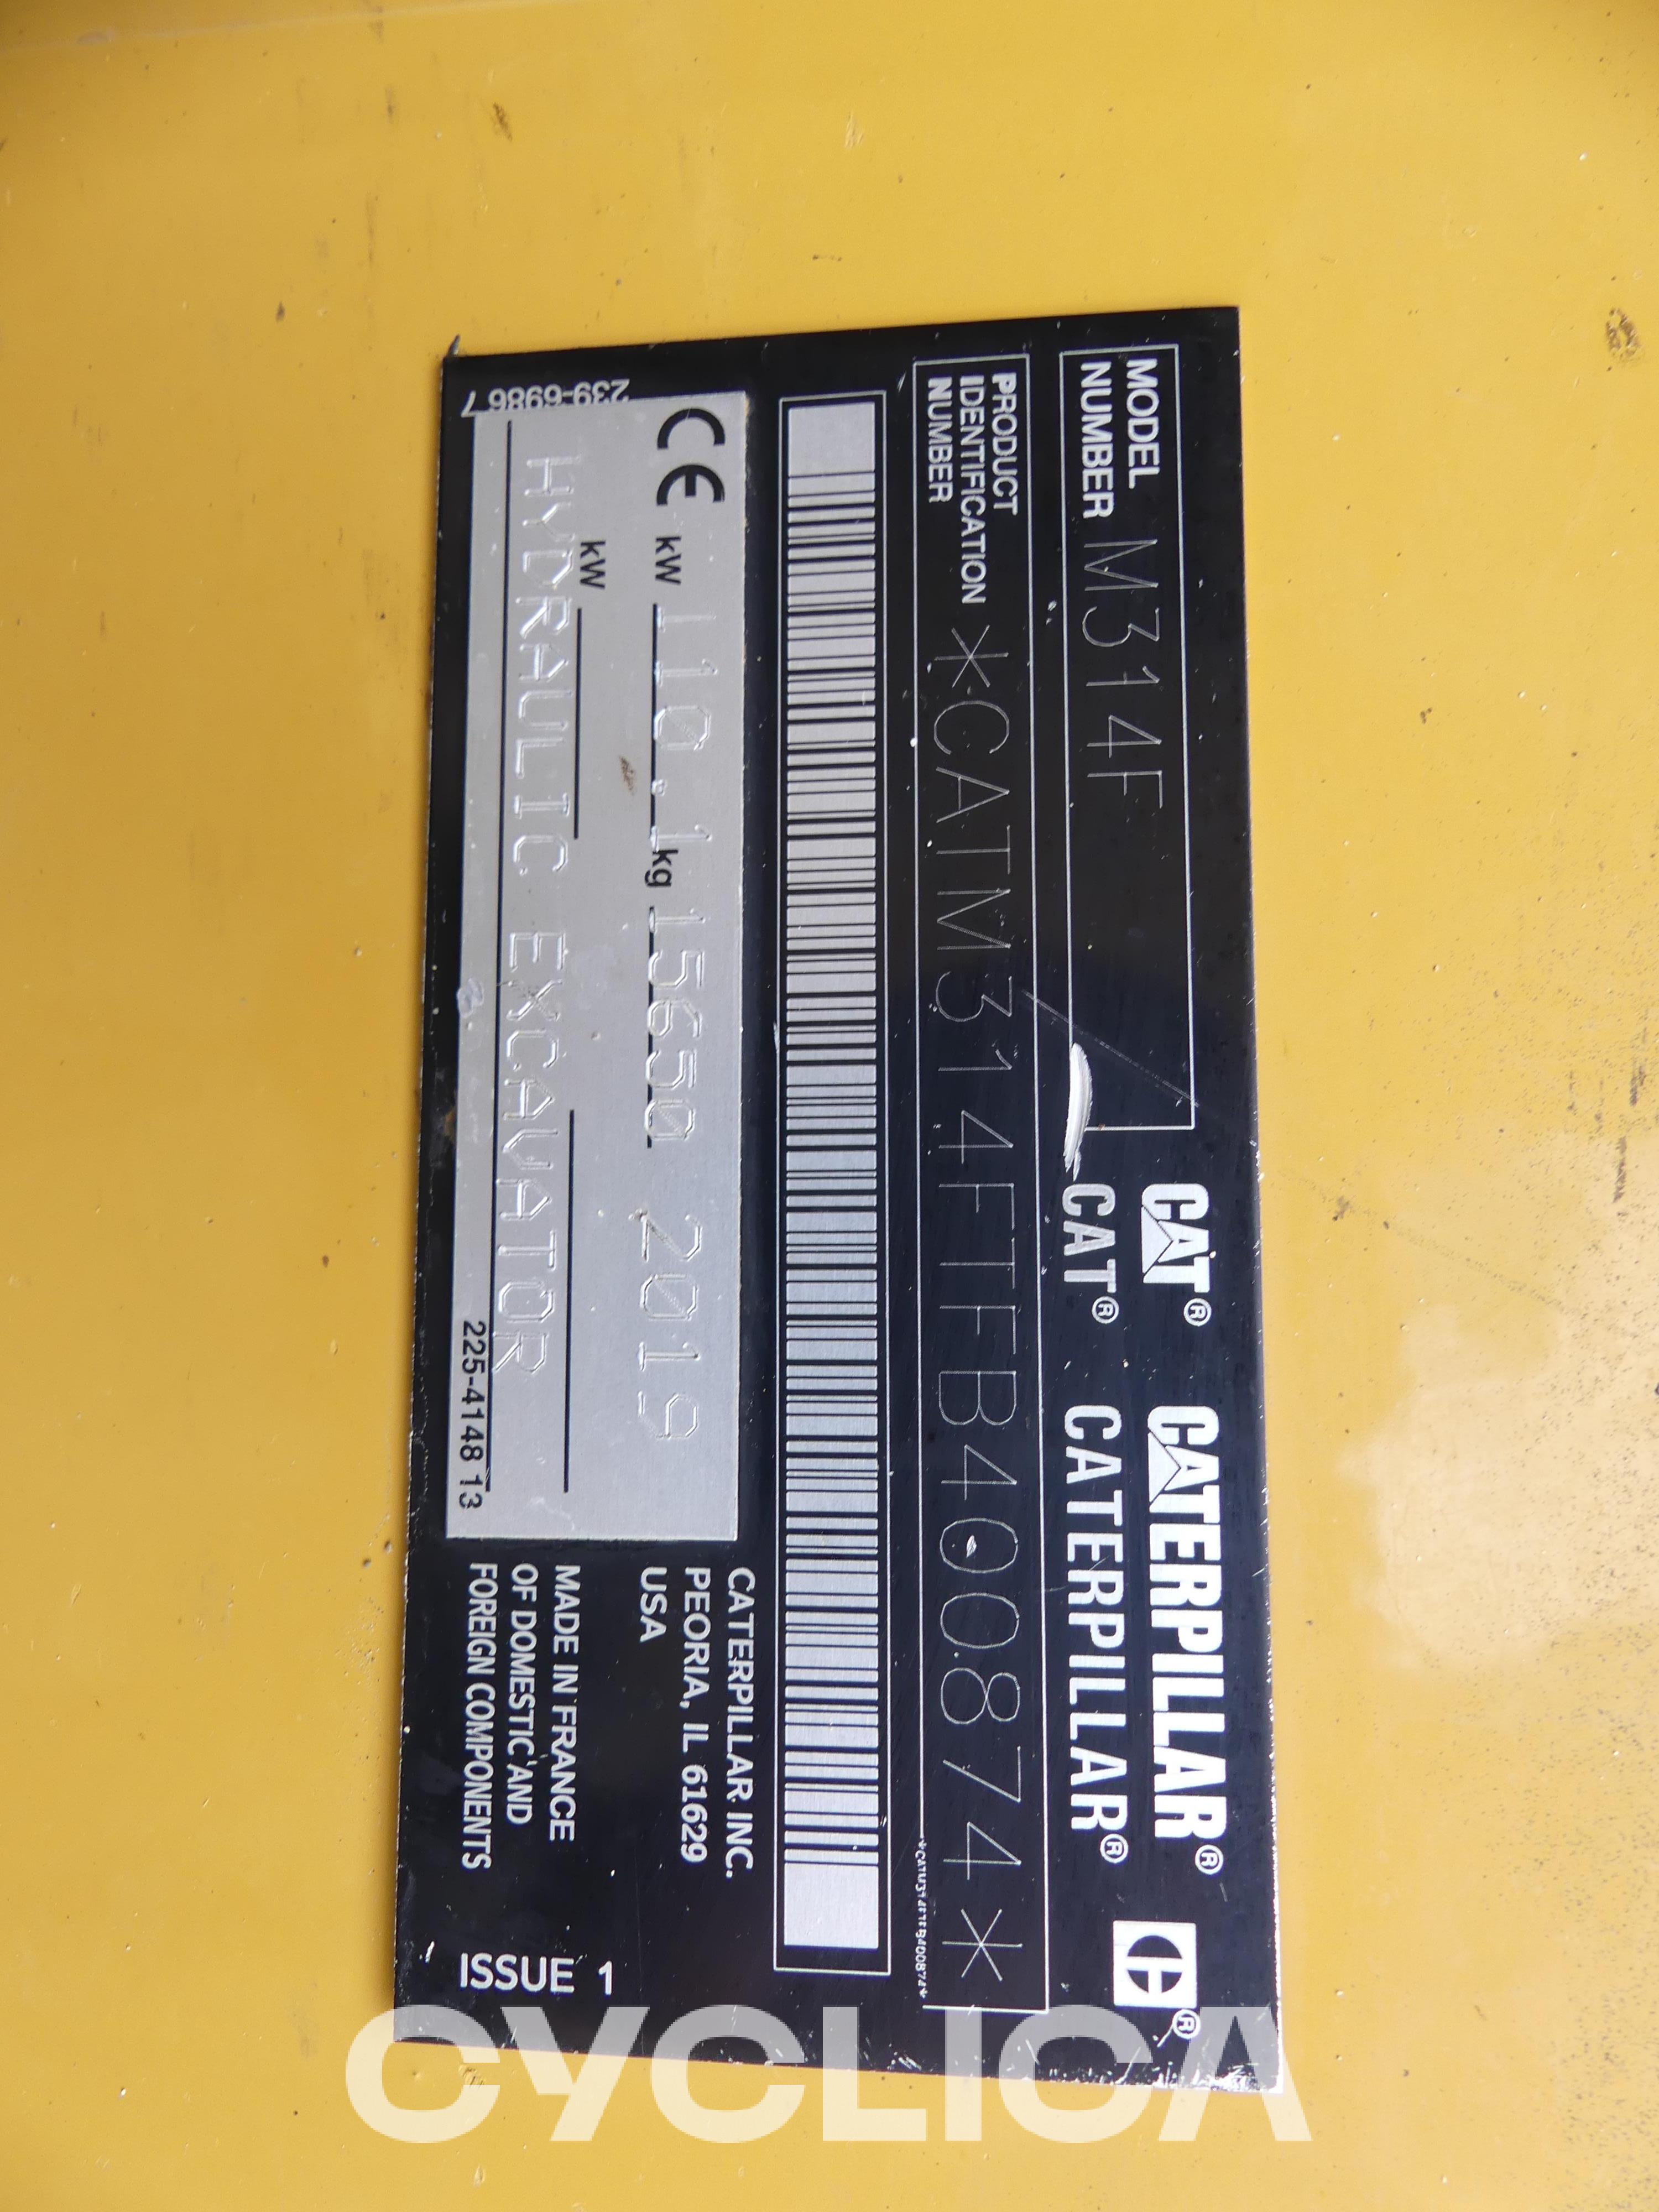 MODEL
NUMBER M314F
CAT® CATERPILLAR®
CAT® CATERPILLAR®
PRODUCT
IDENTIFICATION
NUMBER
*CATM314FTFB400874*
*CATM314FTFB400874*
239-6986 7
CE kW 110.1 kg 15650 2019
kW
HYDRAULIC EXCAVATOR
225-4148 13
CATERPILLAR INC.
PEORIA, IL 61629
USA
MADE IN FRANCE
OF DOMESTIC AND
FOREIGN COMPONENTS
ISSUE 1
CYCLICA